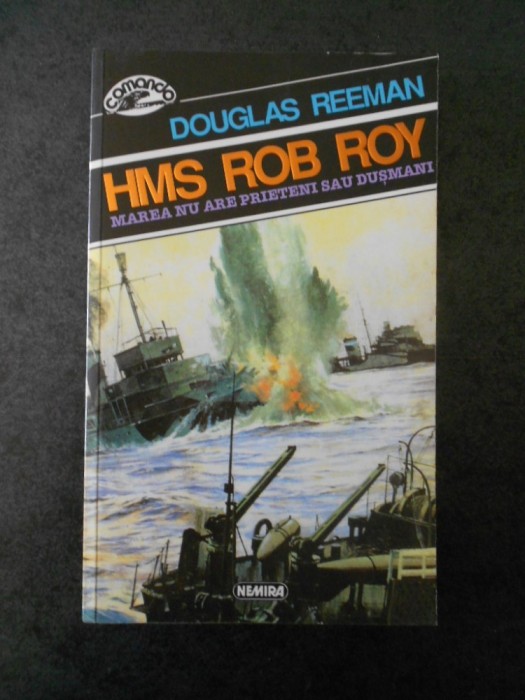 comando
DOUGLAS REEMAN
HMS ROB ROY
MAREA NU ARE PRIETENI SAU DUȘMANI
NEMIRA